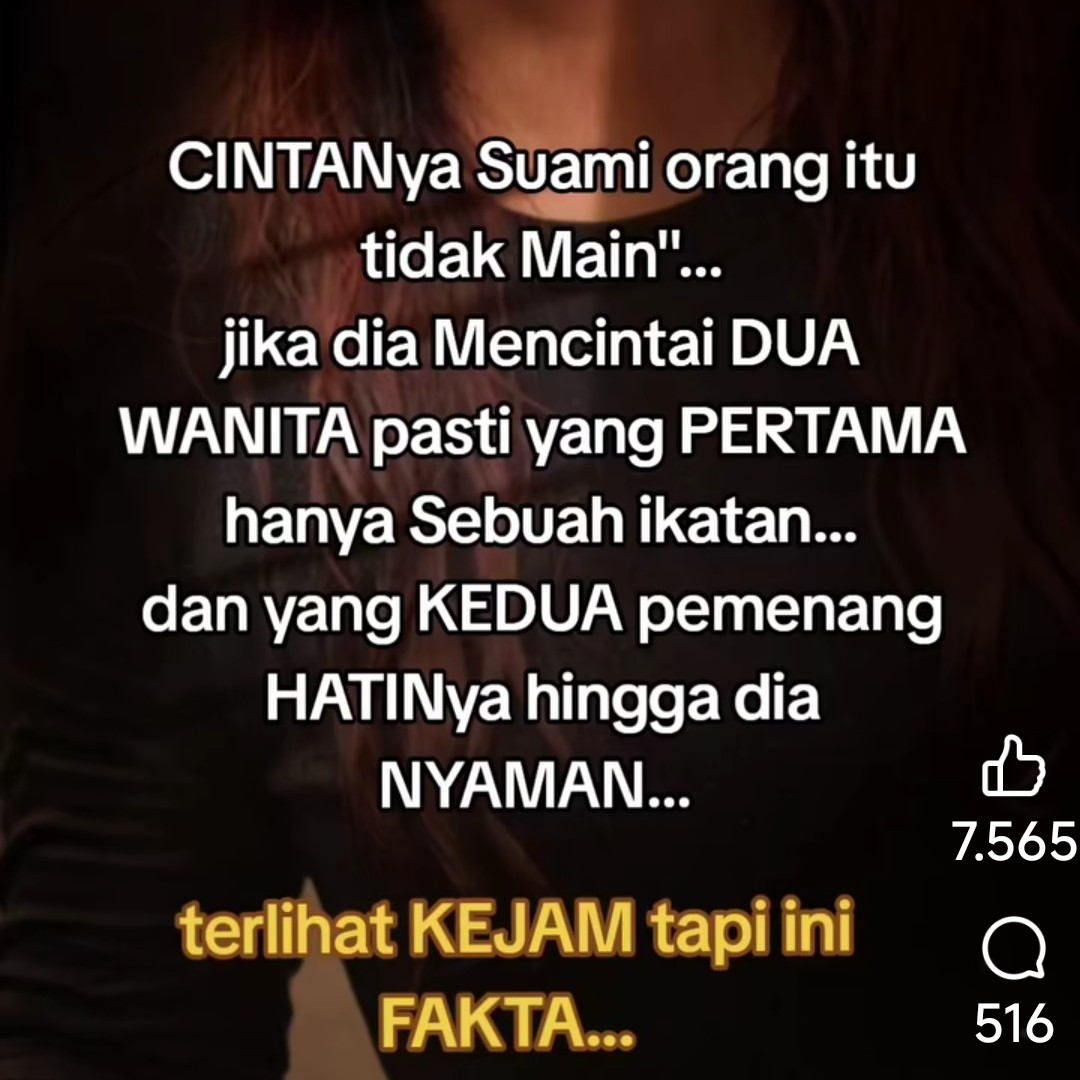 CINTANya Suami orang itu
tidak Main"...
jika dia Mencintai DUA
WANITA pasti yang PERTAMA
hanya Sebuah ikatan...
dan yang KEDUA pemenang
HATINya hingga dia
NYAMAN...
terlihat KEJAM tapi ini
FAKTA...
7.565
516